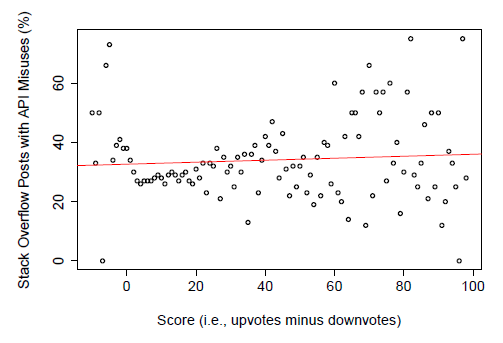 Stack Overflow Posts with API Misuses (%)
60
40
20
0
0 20 40 60 80 100
Score (i.e., upvotes minus downvotes)